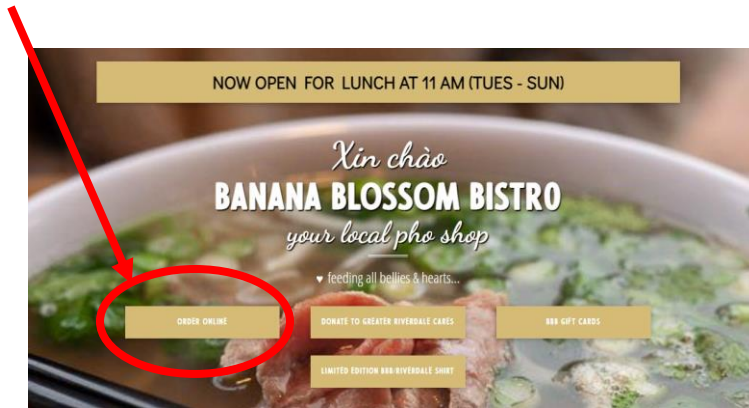 NOW OPEN FOR LUNCH AT 11 AM (TUES - SUN)
Xin chào
BANANA BLOSSOM BISTRO
your local pho shop
♥ feeding all bellies & hearts...
ORDER ONLINE
DONATE TO GREATER RIVERDALE CARES
BBB GIFT CARDS
LIMITED EDITION BBB/RIVERDALE SHIRT